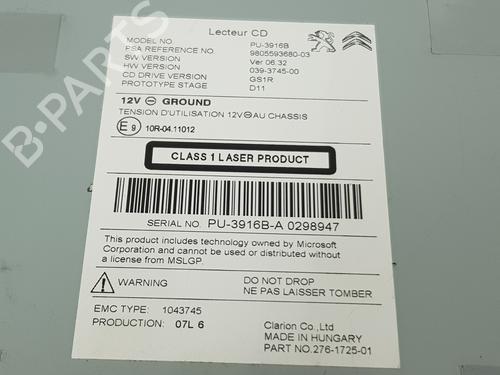 Lecteur CD
MODEL NO PU-3916B
PSA REFERENCE NO 9805593680-03
SW VERSION Ver 06.32
HW VERSION 039-3745-00
CD DRIVE VERSION GS1R
PROTOTYPE STAGE D11
12V ⊖ GROUND
TENSION D'UTILISATION 12V⊖AU CHASSIS
E9 10R-04.11012
CLASS 1 LASER PRODUCT
SERIAL NO. PU-3916B-A 0298947
This product includes technology owned by Microsoft
Corporation and cannot be used or distributed without
a license from MSLGP.
WARNING DO NOT DROP
NE PAS LAISSER TOMBER
EMC TYPE: 1043745
PRODUCTION: 07L 6 Clarion Co.,Ltd
MADE IN HUNGARY
PART NO. 276-1725-01
B-PARTS